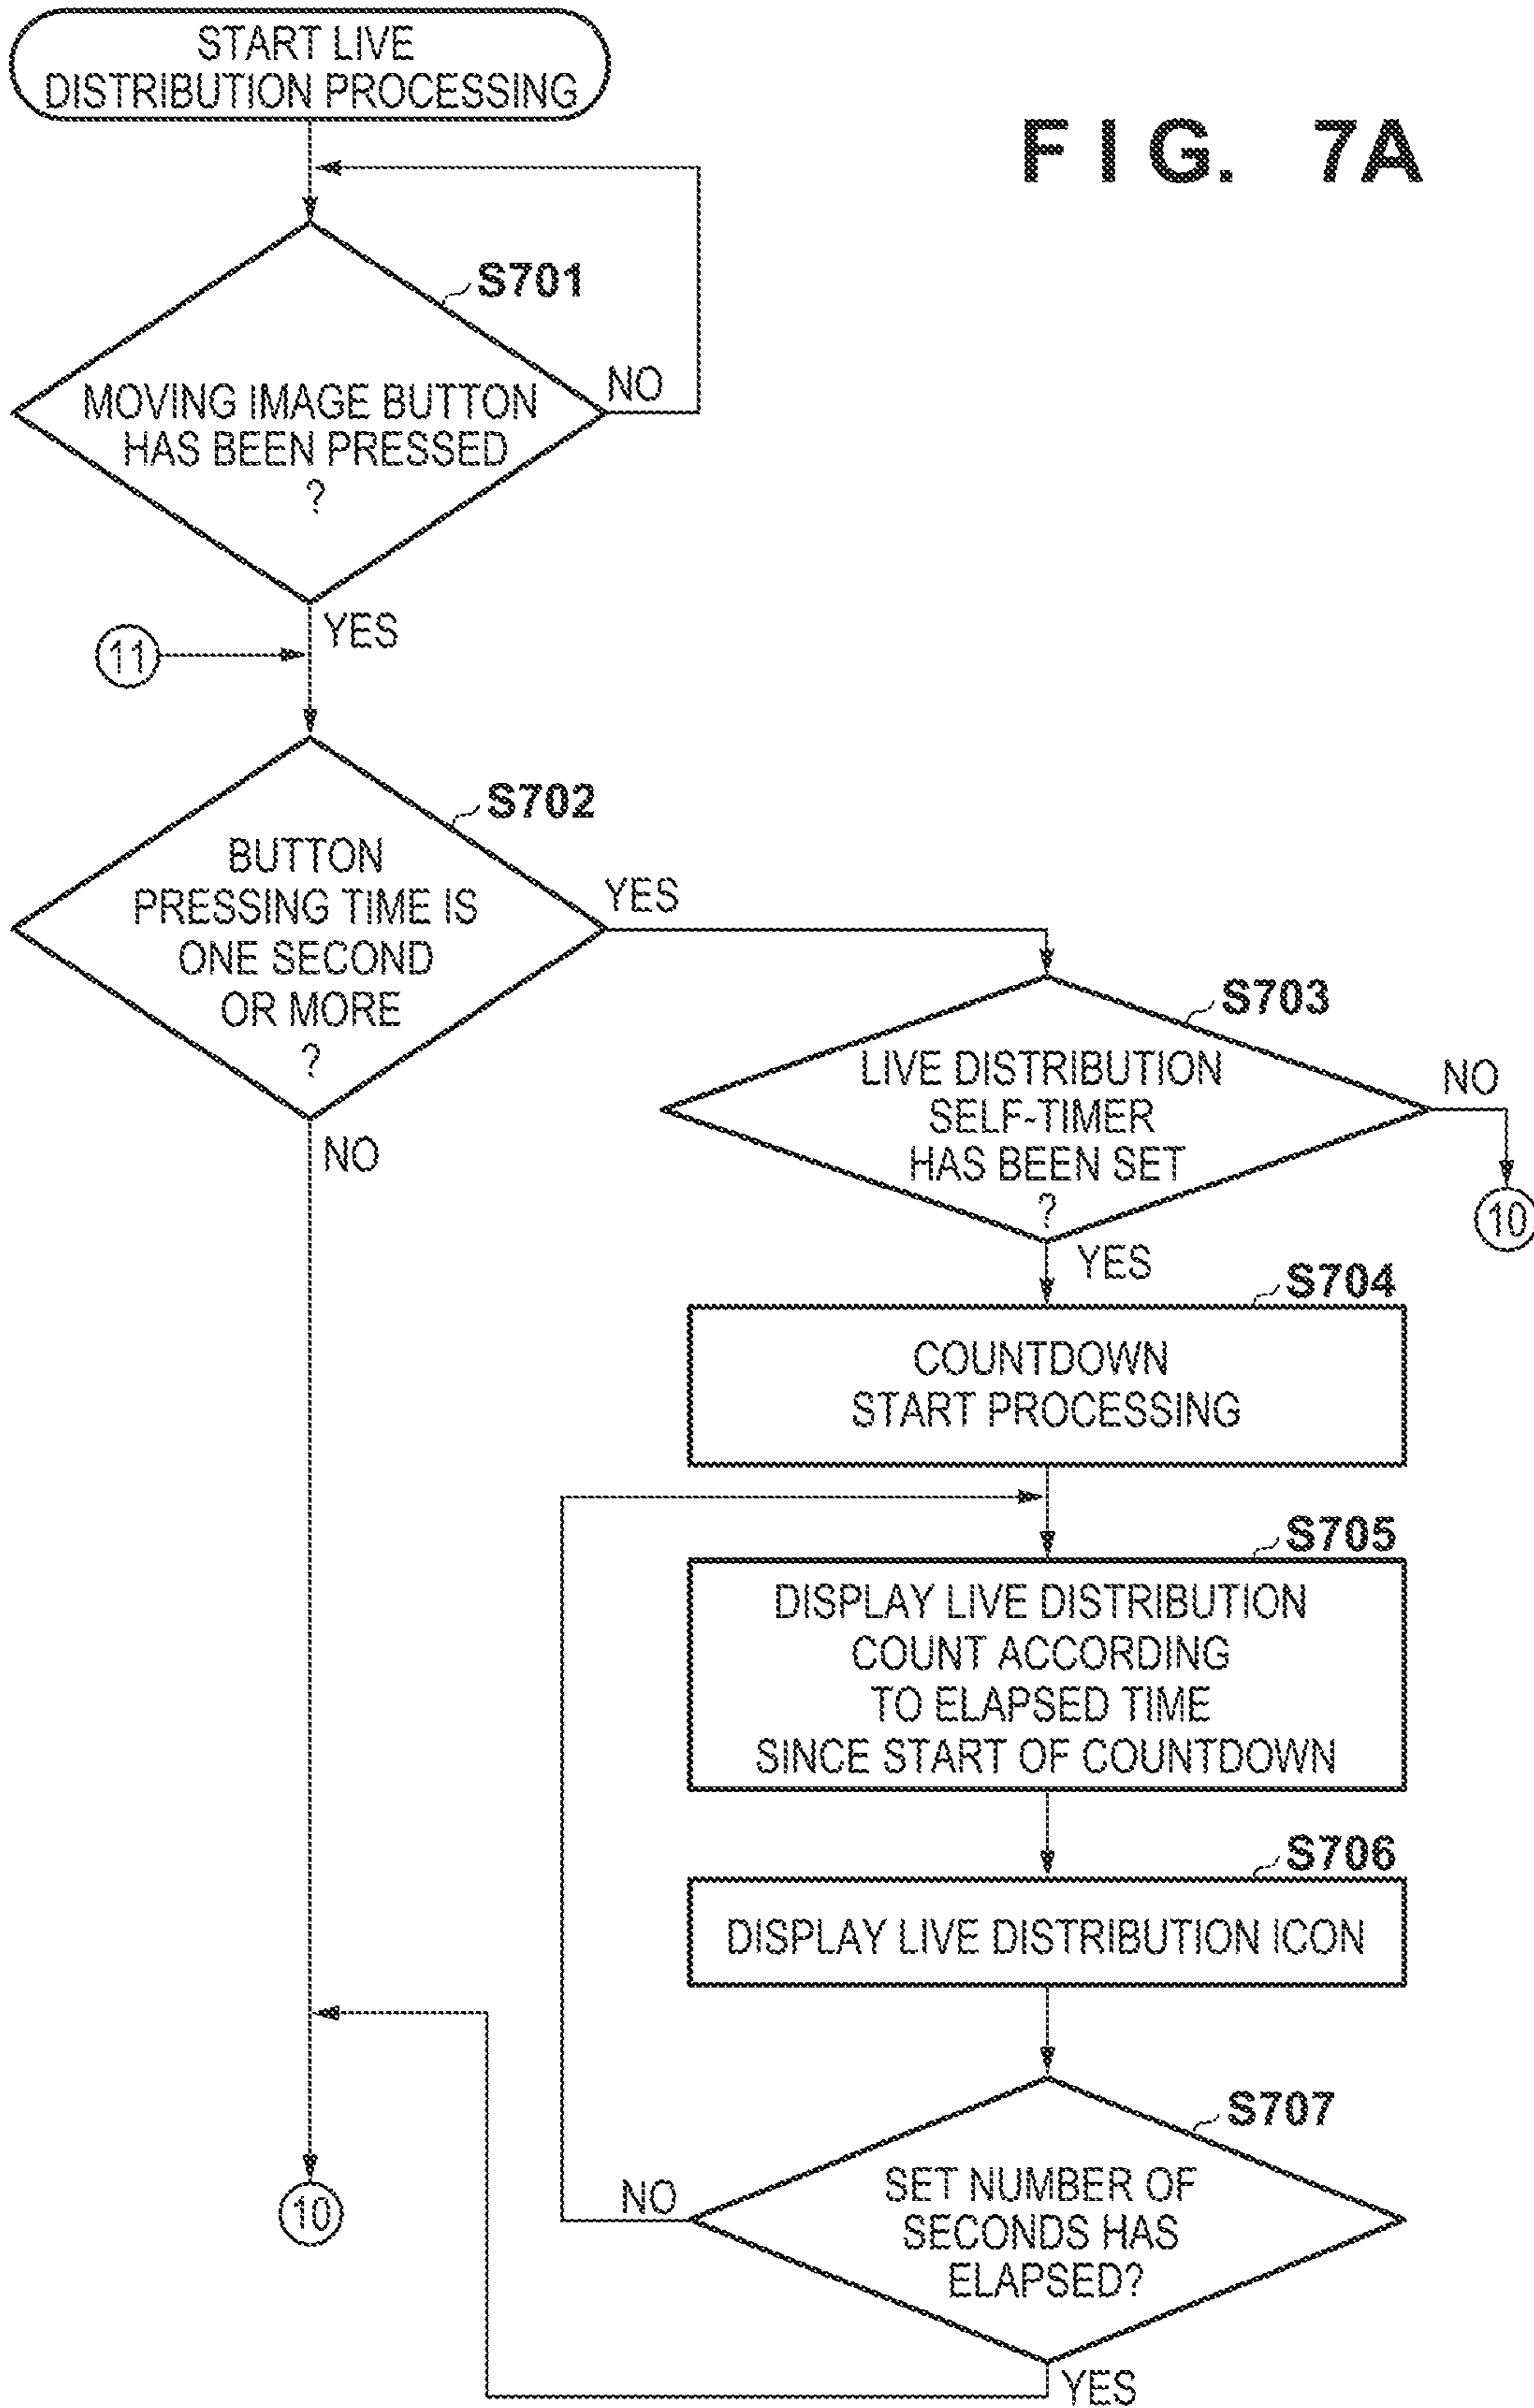 START LIVE
DISTRIBUTION PROCESSING
FIG. 7A
S701
MOVING IMAGE BUTTON
HAS BEEN PRESSED
?
NO
YES
11
S702
BUTTON
PRESSING TIME IS
ONE SECOND
OR MORE
?
YES
NO
S703
LIVE DISTRIBUTION
SELF-TIMER
HAS BEEN SET
?
NO
10
YES
S704
COUNTDOWN
START PROCESSING
S705
DISPLAY LIVE DISTRIBUTION
COUNT ACCORDING
TO ELAPSED TIME
SINCE START OF COUNTDOWN
S706
DISPLAY LIVE DISTRIBUTION ICON
S707
SET NUMBER OF
SECONDS HAS
ELAPSED?
NO
10
YES